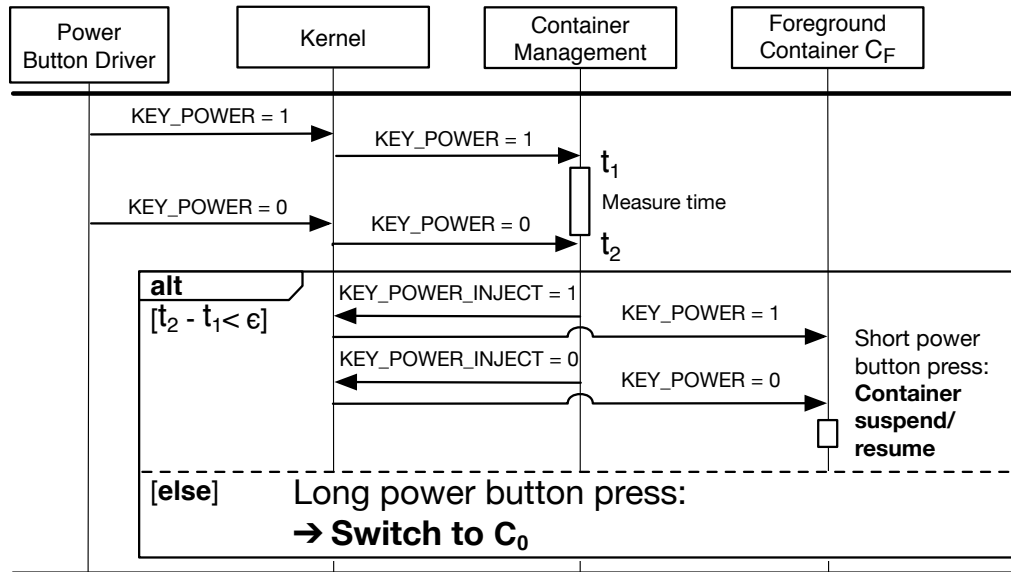 Power
Button Driver
Kernel
Container
Management
Foreground
Container C_F
KEY_POWER = 1
KEY_POWER = 1
t₁
Measure time
KEY_POWER = 0
KEY_POWER = 0
t₂
alt
[t₂ - t₁< ϵ]
KEY_POWER_INJECT = 1
KEY_POWER = 1
KEY_POWER_INJECT = 0
KEY_POWER = 0
Short power
button press:
Container
suspend/
resume
[else]
Long power button press:
➔ Switch to C₀